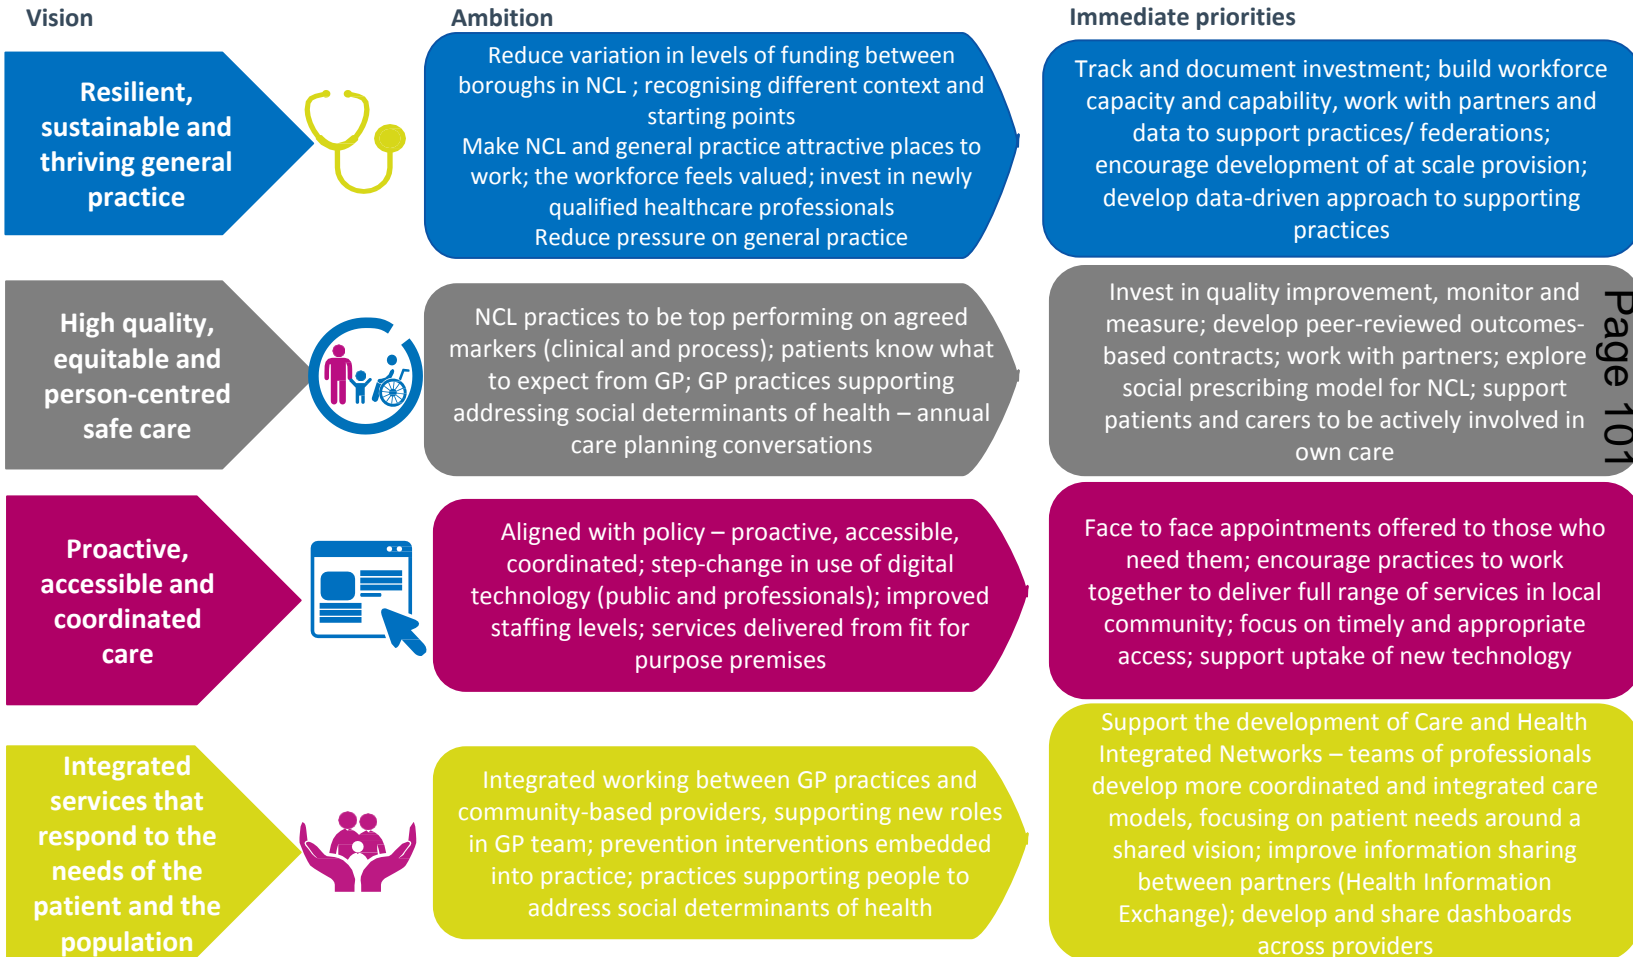 Vision
Ambition
Immediate priorities
Resilient,
sustainable and
thriving general
practice
Reduce variation in levels of funding between
boroughs in NCL ; recognising different context and
starting points
Make NCL and general practice attractive places to
work; the workforce feels valued; invest in newly
qualified healthcare professionals
Reduce pressure on general practice
Track and document investment; build workforce
capacity and capability, work with partners and
data to support practices/ federations;
encourage development of at scale provision;
develop data-driven approach to supporting
practices
High quality,
equitable and
person-centred
safe care
NCL practices to be top performing on agreed
markers (clinical and process); patients know what
to expect from GP; GP practices supporting
addressing social determinants of health – annual
care planning conversations
Invest in quality improvement, monitor and
measure; develop peer-reviewed outcomes-
based contracts; work with partners; explore
social prescribing model for NCL; support
patients and carers to be actively involved in
own care
Page 101
Proactive,
accessible and
coordinated
care
Aligned with policy – proactive, accessible,
coordinated; step-change in use of digital
technology (public and professionals); improved
staffing levels; services delivered from fit for
purpose premises
Face to face appointments offered to those who
need them; encourage practices to work
together to deliver full range of services in local
community; focus on timely and appropriate
access; support uptake of new technology
Integrated
services that
respond to the
needs of the
patient and the
population
Integrated working between GP practices and
community-based providers, supporting new roles
in GP team; prevention interventions embedded
into practice; practices supporting people to
address social determinants of health
Support the development of Care and Health
Integrated Networks – teams of professionals
develop more coordinated and integrated care
models, focusing on patient needs around a
shared vision; improve information sharing
between partners (Health Information
Exchange); develop and share dashboards
across providers